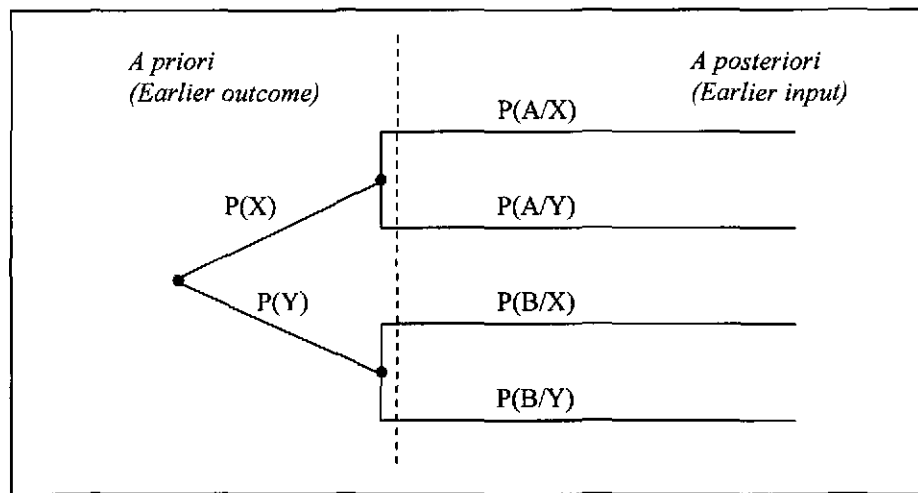 A priori
(Earlier outcome)
A posteriori
(Earlier input)
P(A/X)
P(X)
P(A/Y)
P(Y)
P(B/X)
P(B/Y)